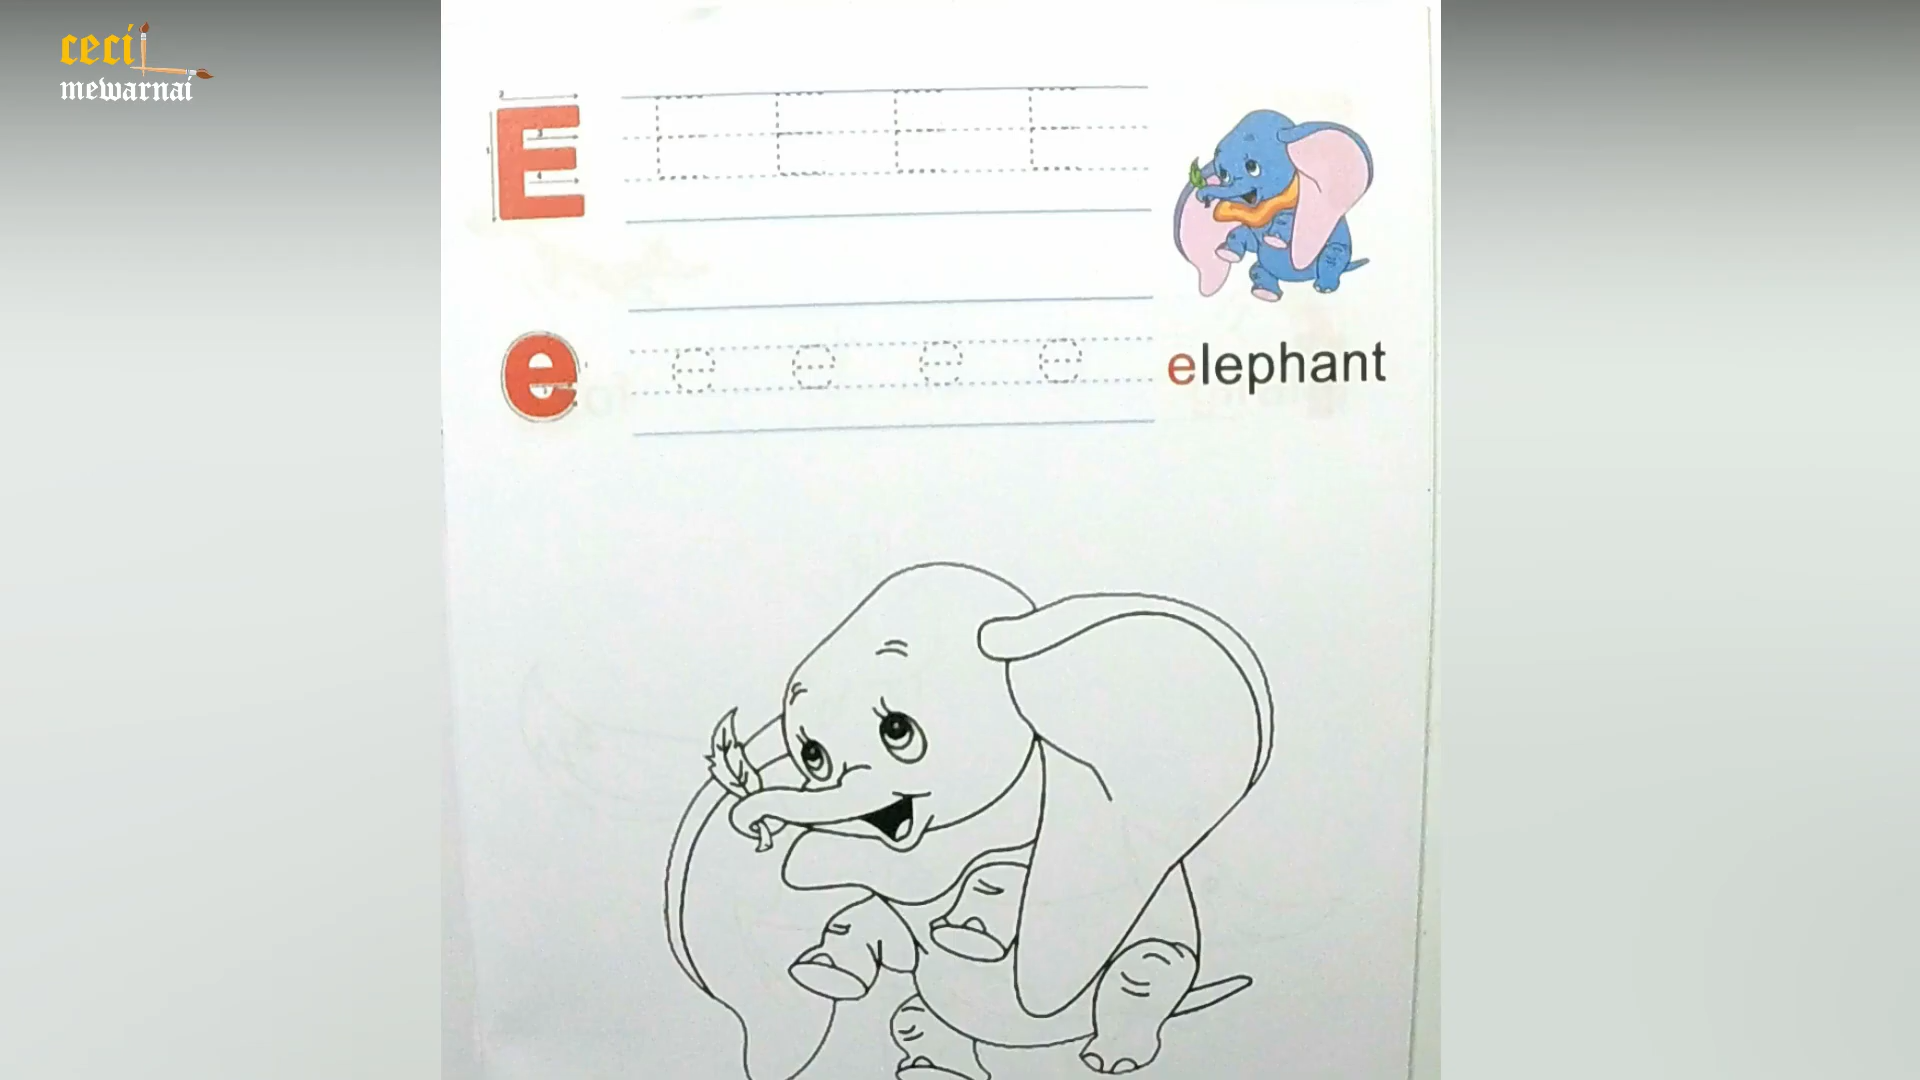 ceci
mewarnai
E E E E E
e e e e e
elephant